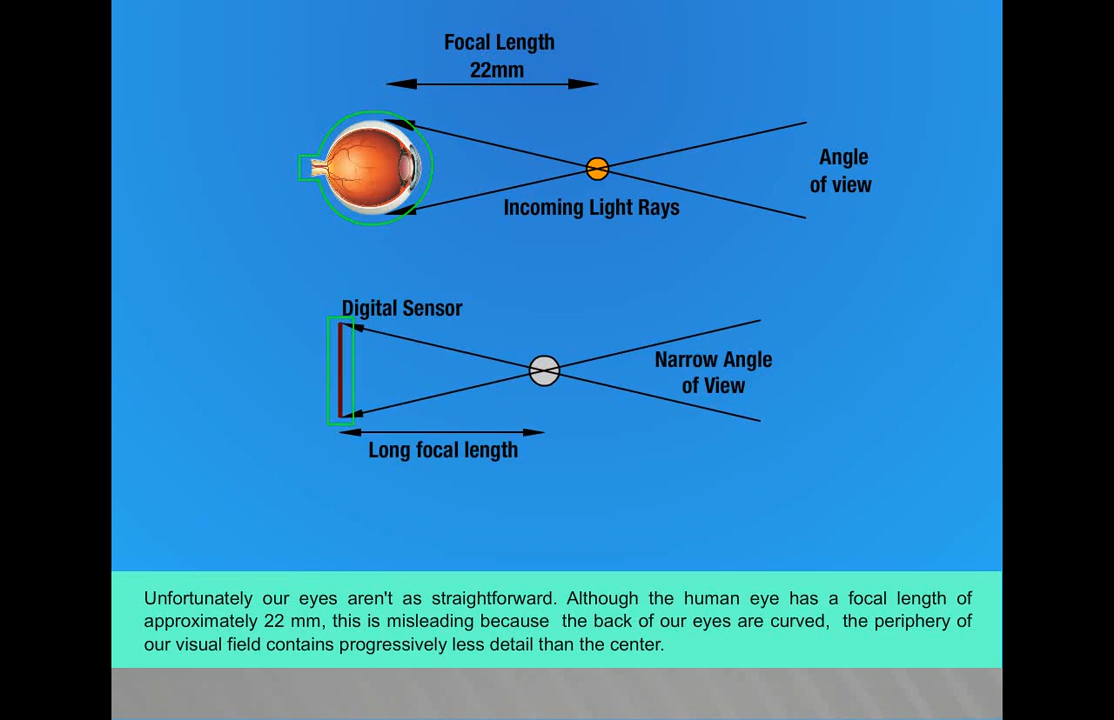 Focal Length
22mm
Angle
of view
Incoming Light Rays
Digital Sensor
Narrow Angle
of View
Long focal length
Unfortunately our eyes aren't as straightforward. Although the human eye has a focal length of
approximately 22 mm, this is misleading because the back of our eyes are curved, the periphery of
our visual field contains progressively less detail than the center.